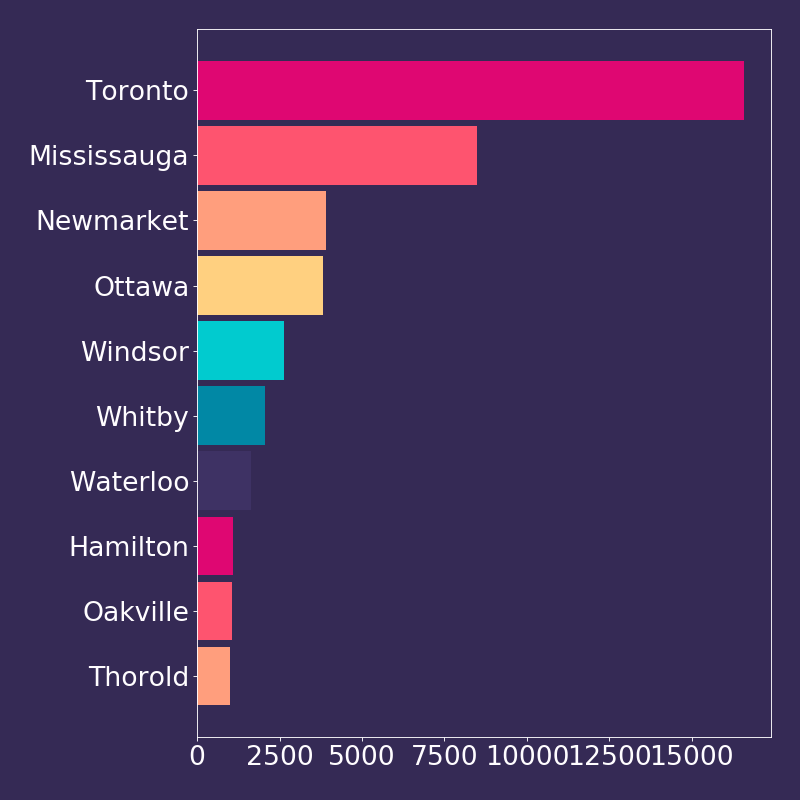 Toronto
Mississauga
Newmarket
Ottawa
Windsor
Whitby
Waterloo
Hamilton
Oakville
Thorold
0 2500 5000 7500 10000 12500 15000